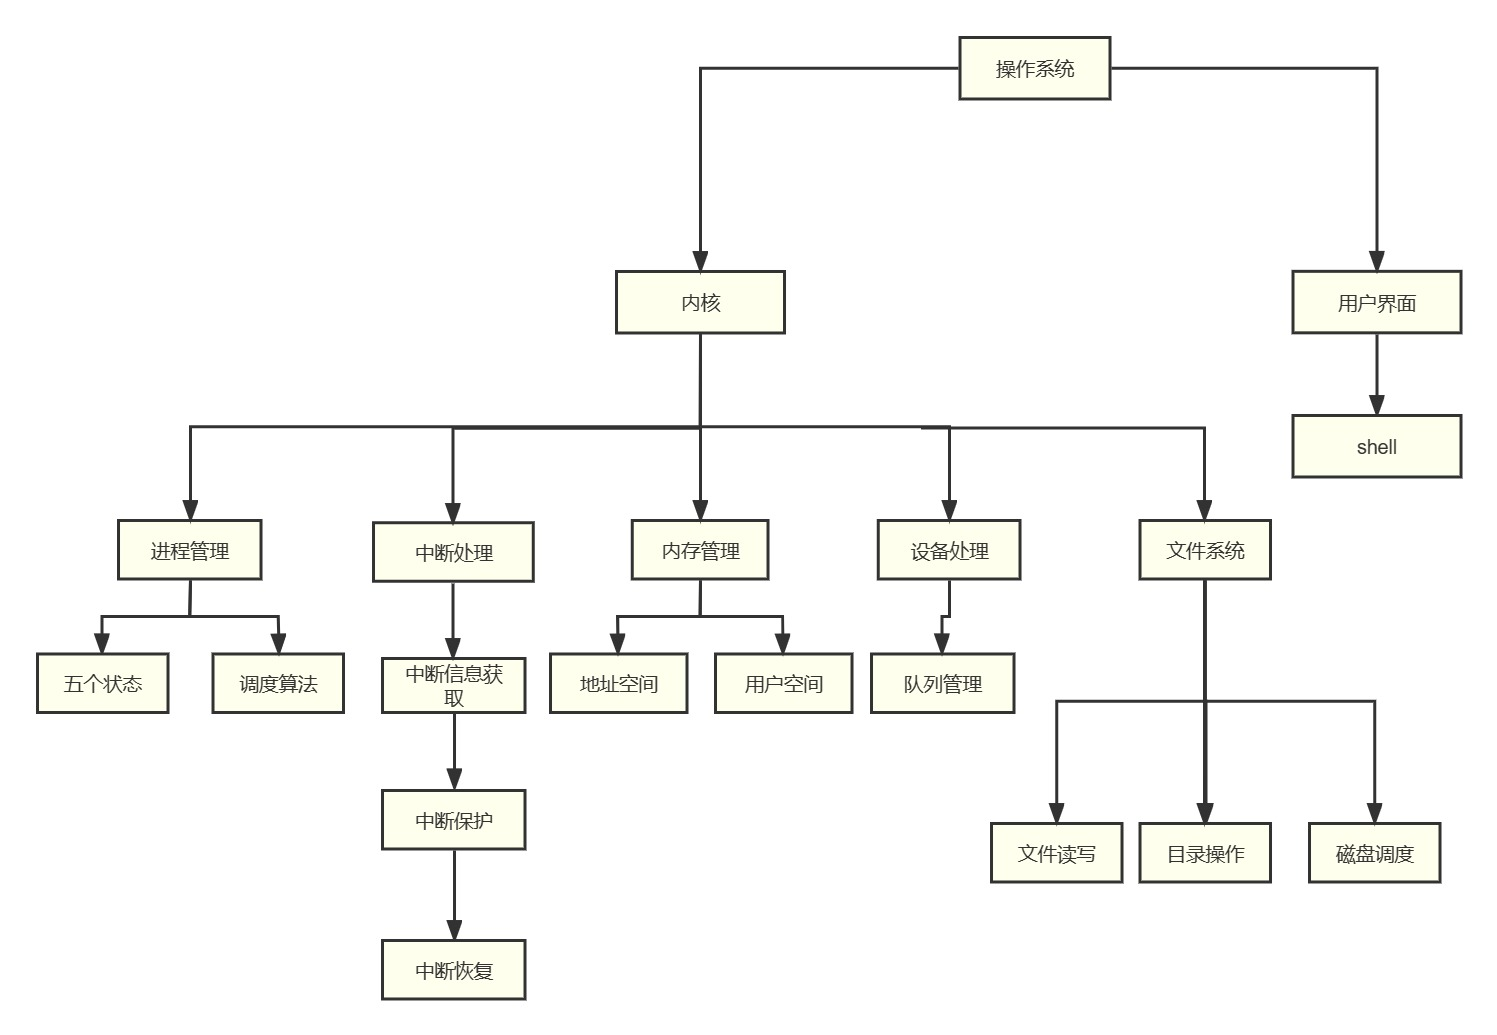 操作系统
内核
用户界面
shell
进程管理
中断处理
内存管理
设备处理
文件系统
五个状态
调度算法
中断信息获
取
地址空间
用户空间
队列管理
中断保护
文件读写
目录操作
磁盘调度
中断恢复